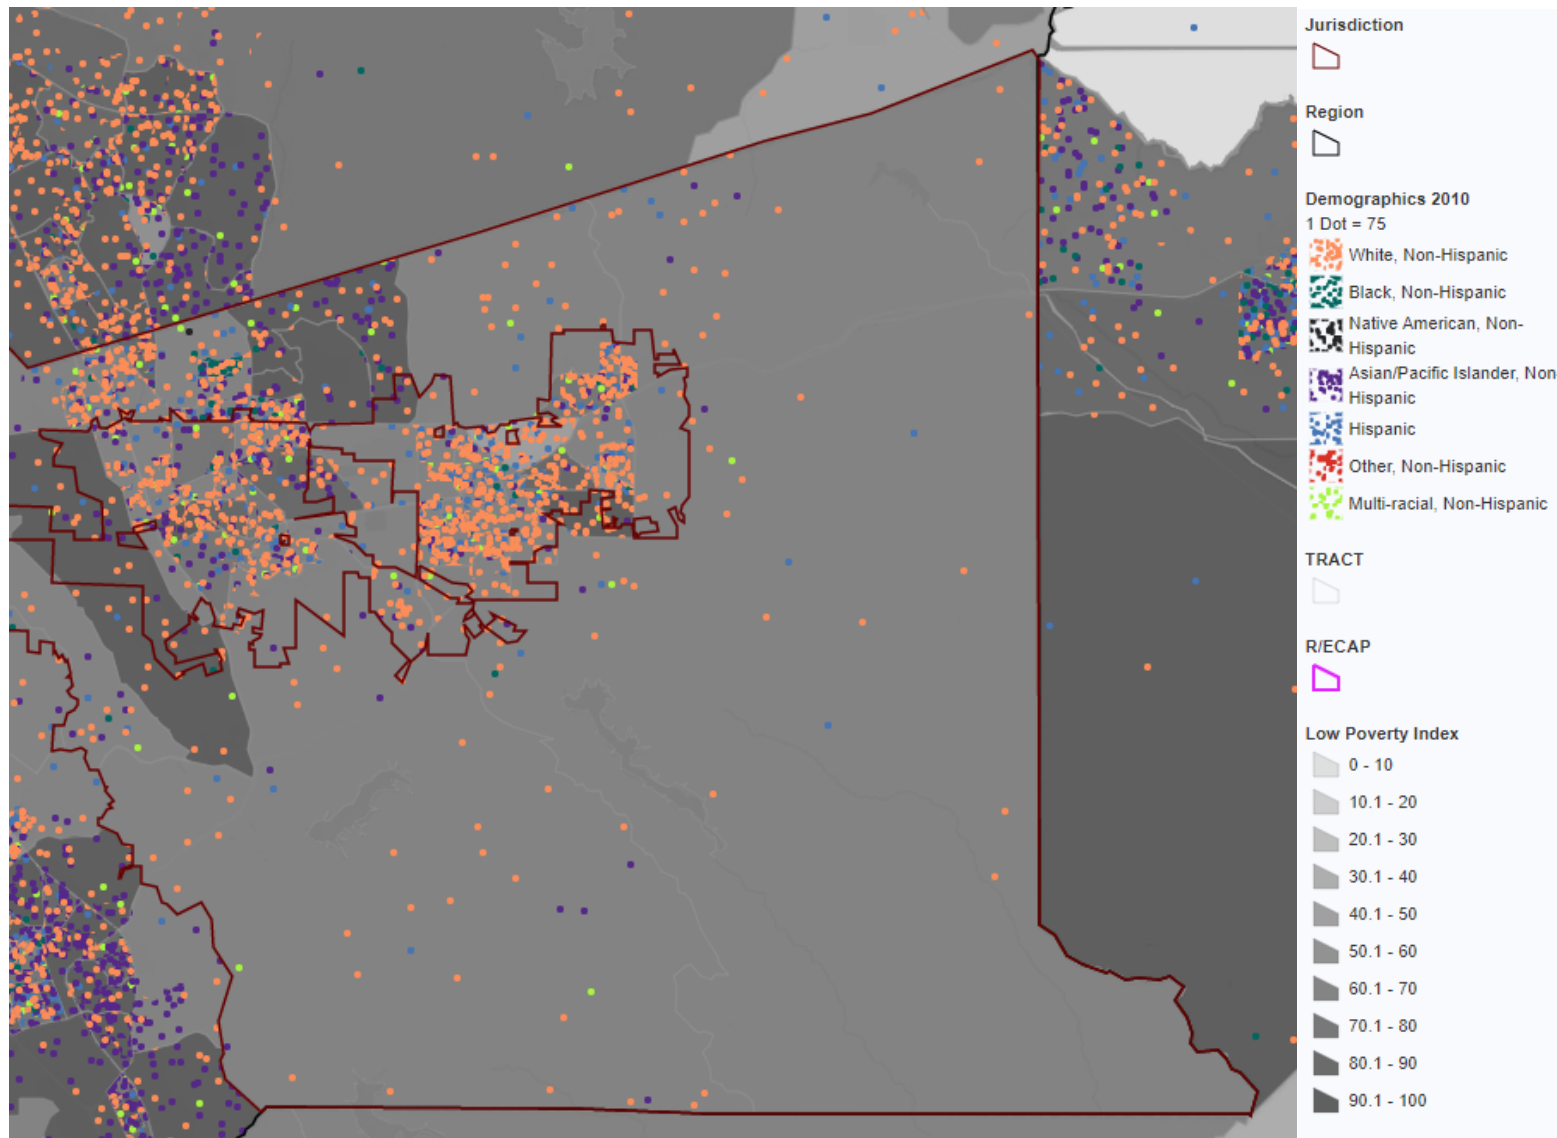 Jurisdiction
Region
Demographics 2010
1 Dot = 75
White, Non-Hispanic
Black, Non-Hispanic
Native American, Non-
Hispanic
Asian/Pacific Islander, Non-
Hispanic
Hispanic
Other, Non-Hispanic
Multi-racial, Non-Hispanic
TRACT
R/ECAP
Low Poverty Index
0 - 10
10.1 - 20
20.1 - 30
30.1 - 40
40.1 - 50
50.1 - 60
60.1 - 70
70.1 - 80
80.1 - 90
90.1 - 100